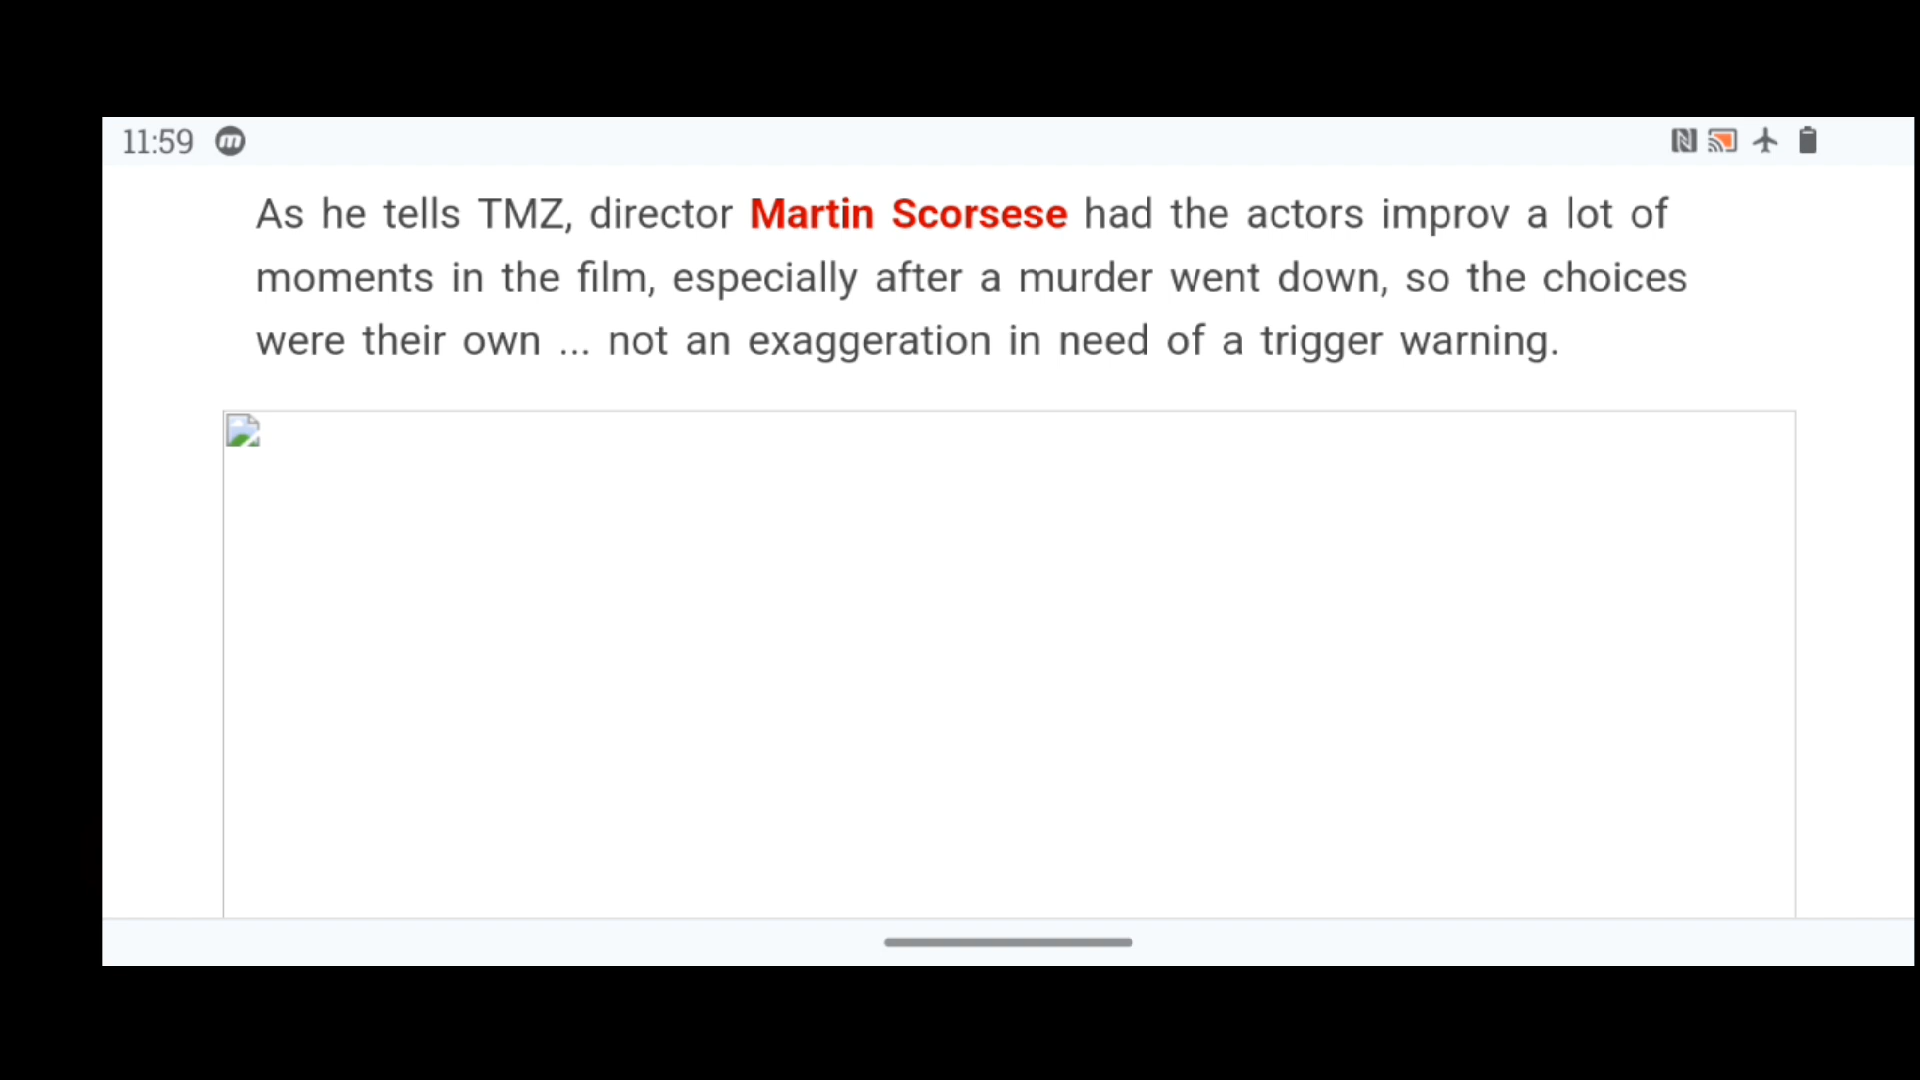 11:59
As he tells TMZ, director Martin Scorsese had the actors improv a lot of
moments in the film, especially after a murder went down, so the choices
were their own ... not an exaggeration in need of a trigger warning.